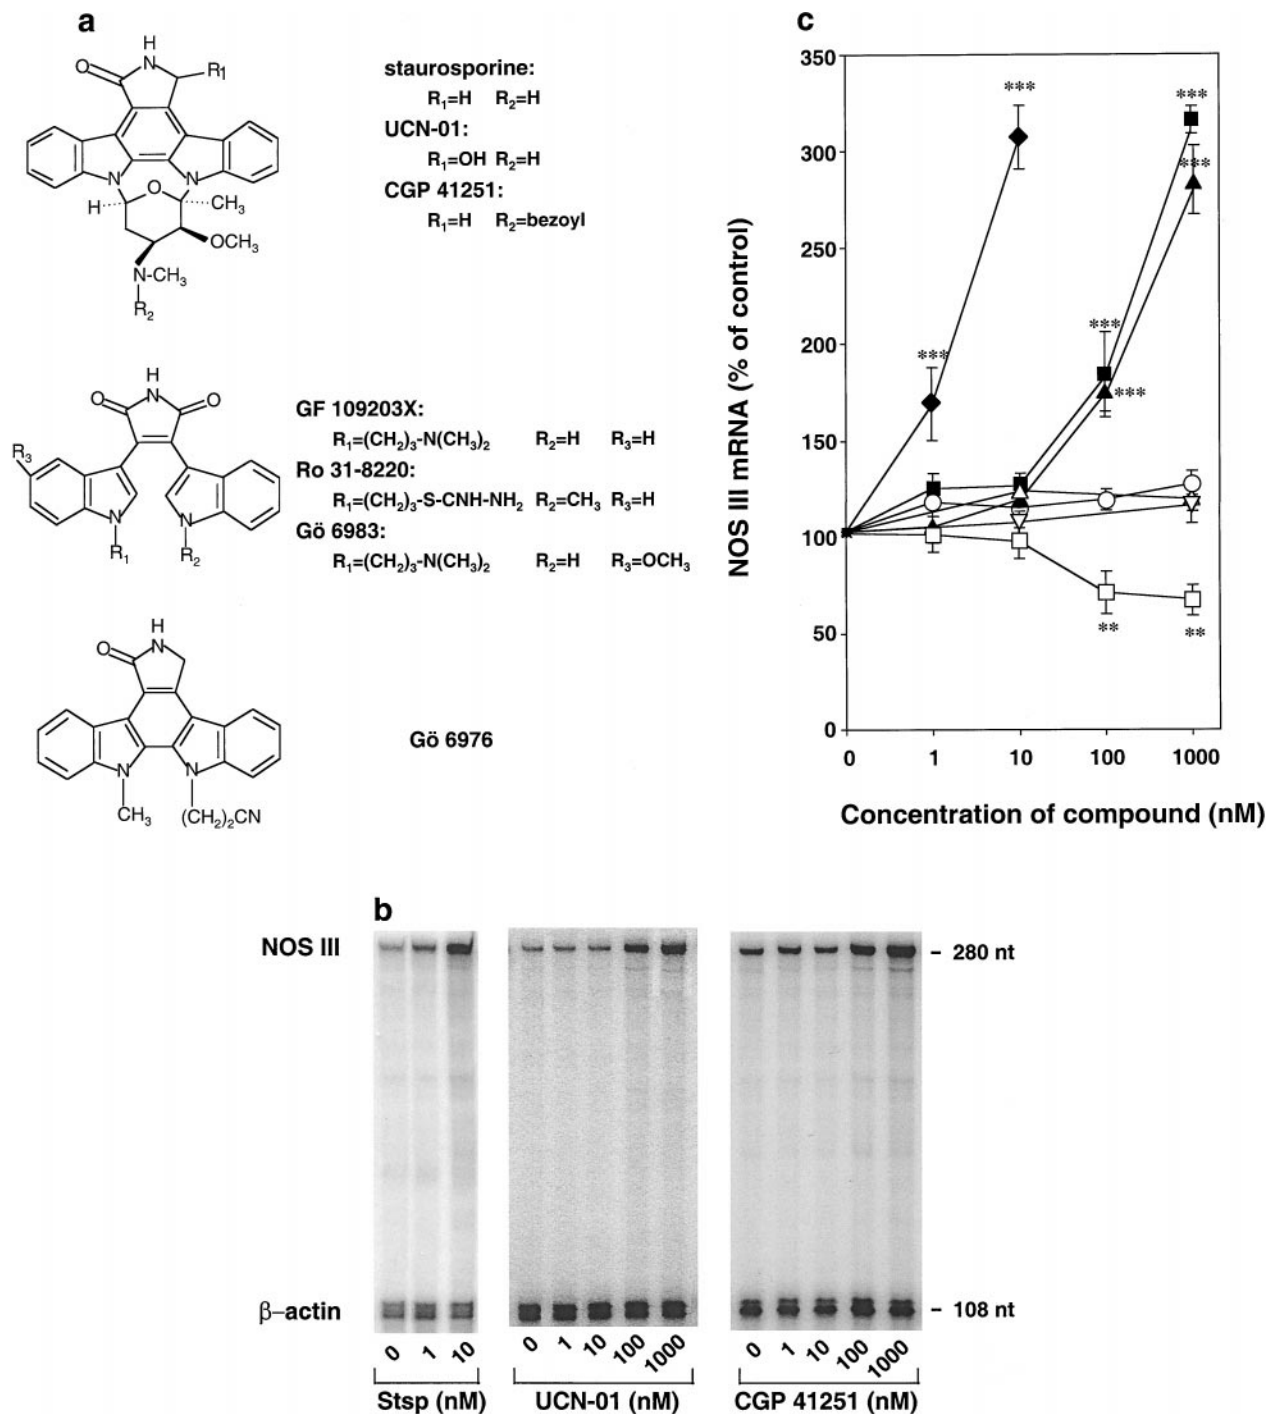 a
H
N
O
R₁
N
N
O
H
CH₃
OCH₃
N-CH₃
R₂
staurosporine:
R₁=H R₂=H
UCN-01:
R₁=OH R₂=H
CGP 41251:
R₁=H R₂=bezoyl
H
O N O
R₃
N N
R₁ R₂
GF 109203X:
R₁=(CH₂)₃-N(CH₃)₂ R₂=H R₃=H
Ro 31-8220:
R₁=(CH₂)₃-S-CNH-NH₂ R₂=CH₃ R₃=H
Gö 6983:
R₁=(CH₂)₃-N(CH₃)₂ R₂=H R₃=OCH₃
H
O N
N N
CH₃ (CH₂)₂CN
Gö 6976
c
NOS III mRNA (% of control)
350
300
250
200
150
100
50
0
***
***
***
***
***
***
**
**
0 1 10 100 1000
Concentration of compound (nM)
b
NOS III
- 280 nt
β-actin
- 108 nt
0 1 10
0 1 10 100 1000
0 1 10 100 1000
Stsp (nM)
UCN-01 (nM)
CGP 41251 (nM)